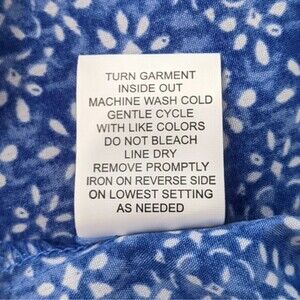 TURN GARMENT
INSIDE OUT
MACHINE WASH COLD
GENTLE CYCLE
WITH LIKE COLORS
DO NOT BLEACH
LINE DRY
REMOVE PROMPTLY
IRON ON REVERSE SIDE
ON LOWEST SETTING
AS NEEDED